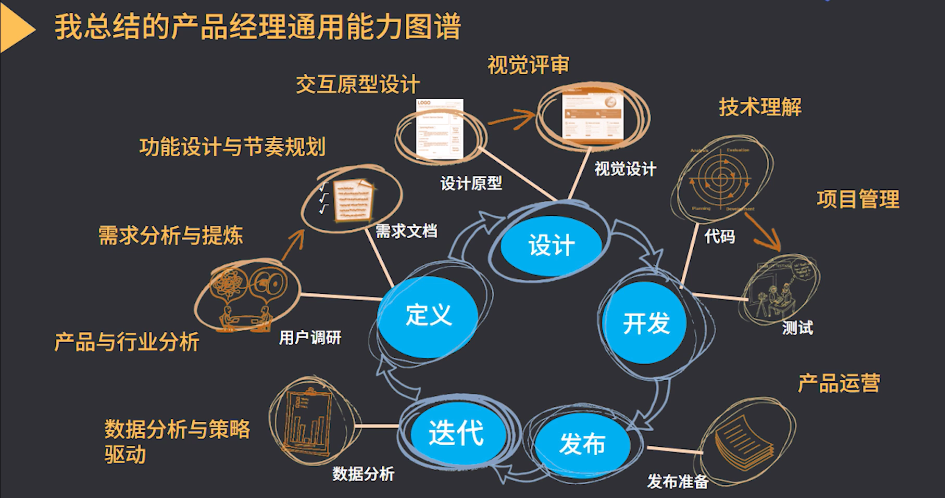 我总结的产品经理通用能力图谱
视觉评审
交互原型设计
技术理解
功能设计与节奏规划
LOGO
视觉设计
设计原型
项目管理
需求分析与提炼
需求文档
设计
代码
定义
开发
测试
产品与行业分析
用户调研
产品运营
数据分析与策略
驱动
迭代
发布
数据分析
发布准备
Evaluation
Planning